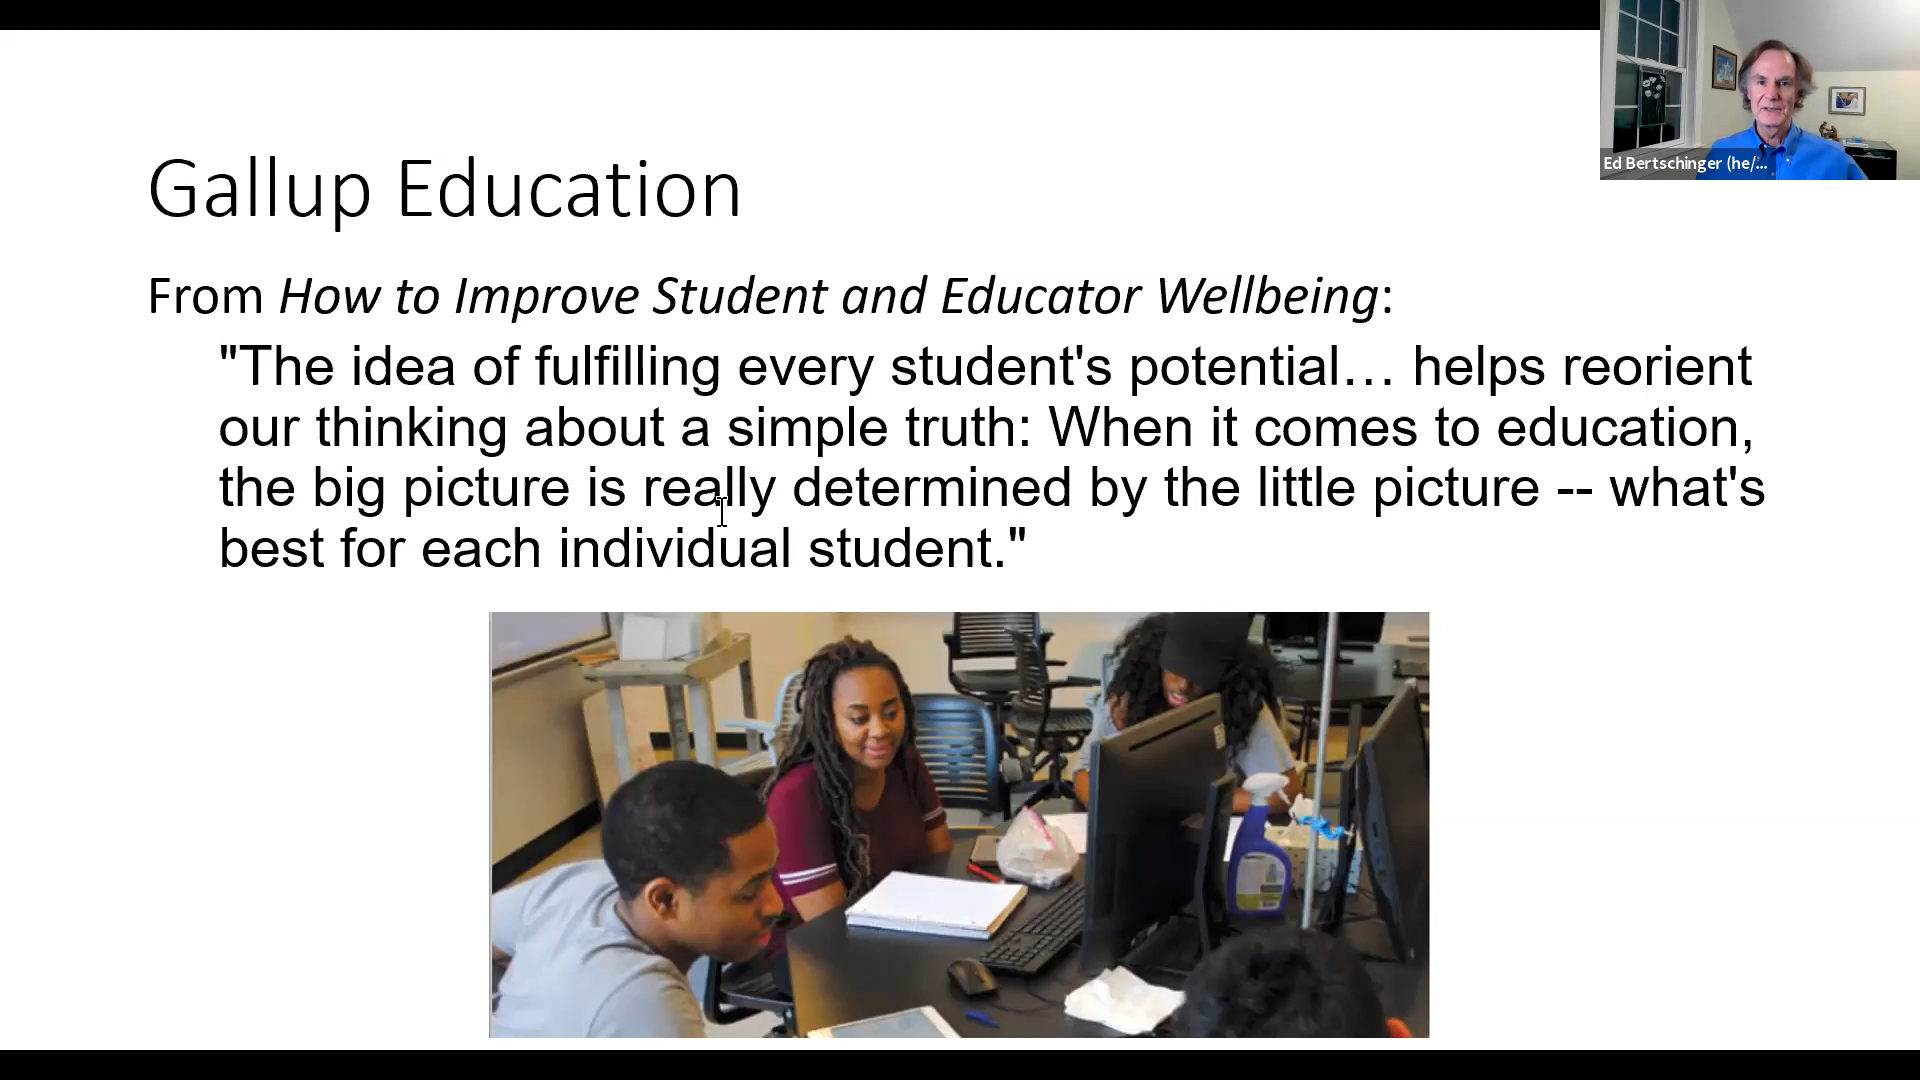 Ed Bertschinger (he/...
Gallup Education
From How to Improve Student and Educator Wellbeing:
"The idea of fulfilling every student's potential… helps reorient
our thinking about a simple truth: When it comes to education,
the big picture is really determined by the little picture -- what's
best for each individual student."